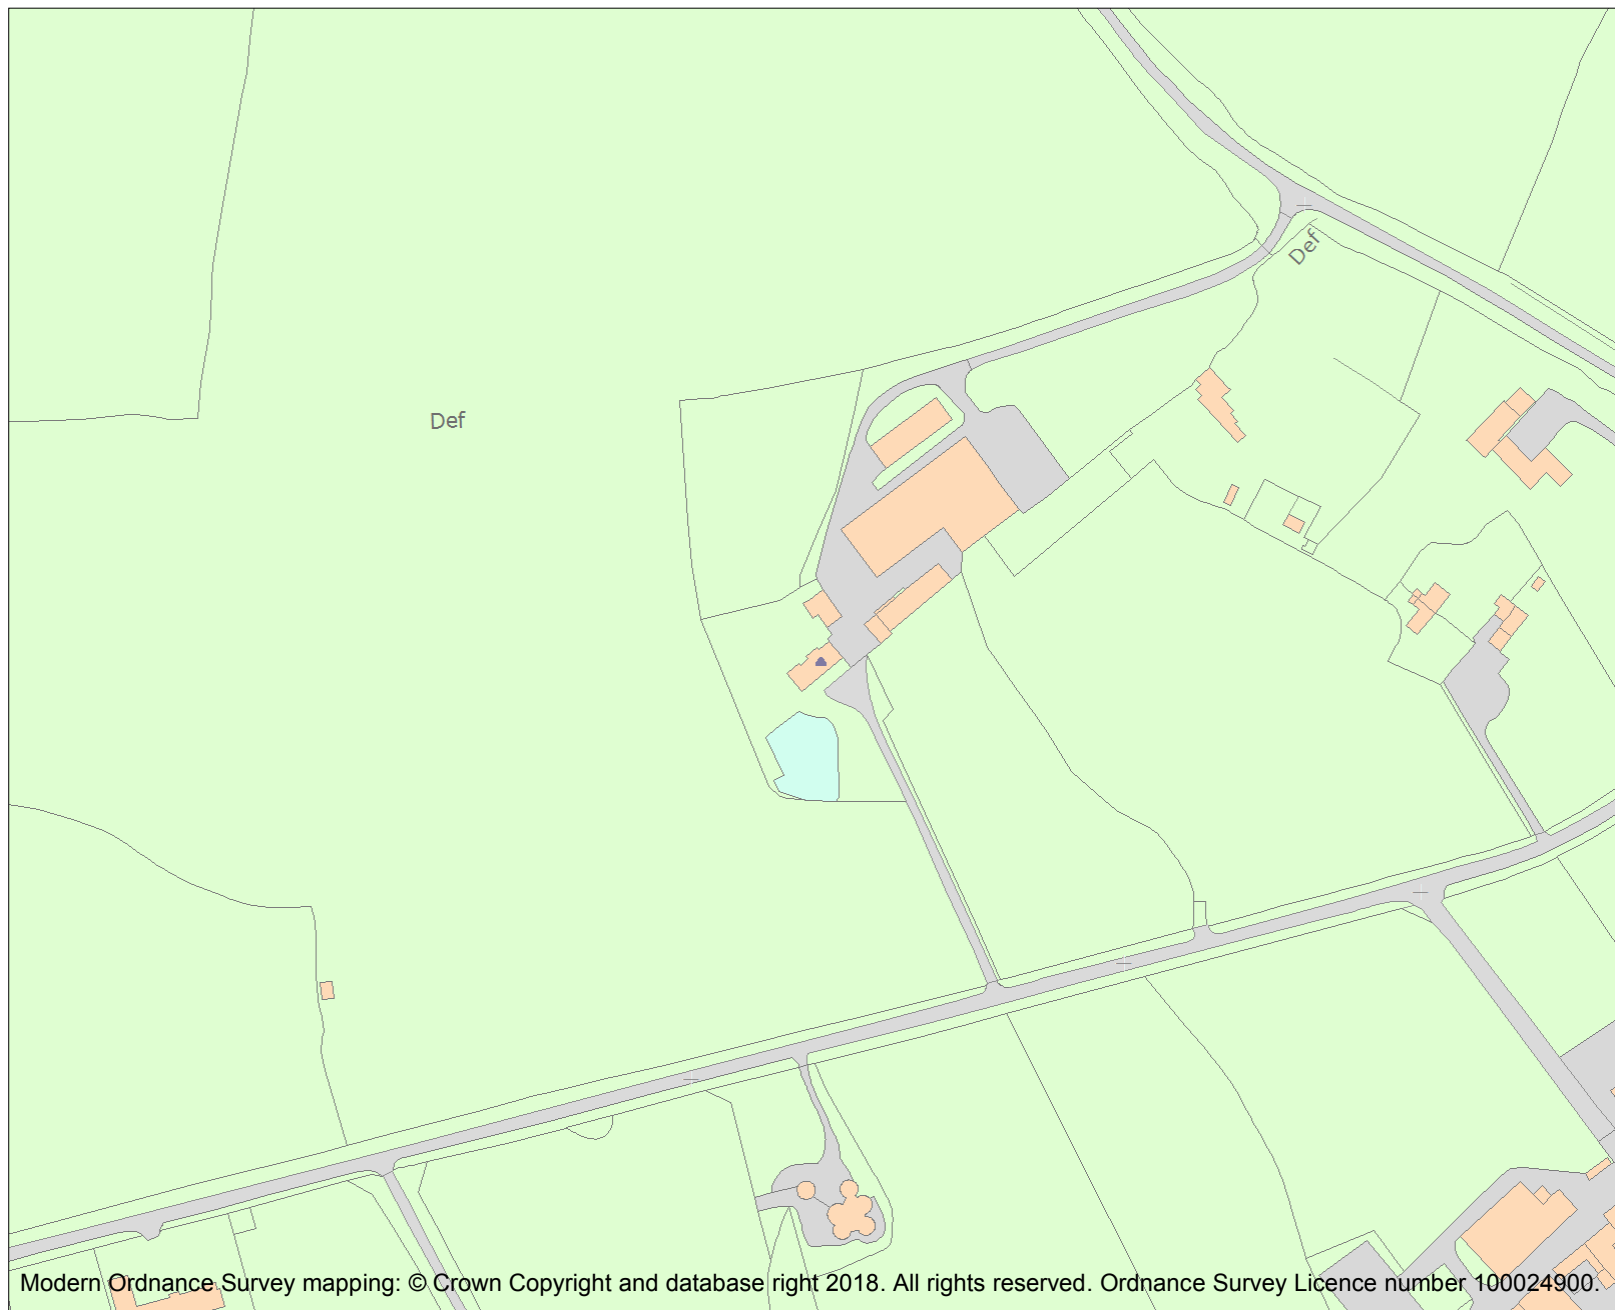 Def
Def
Modern Ordnance Survey mapping: © Crown Copyright and database right 2018. All rights reserved. Ordnance Survey Licence number 100024900.